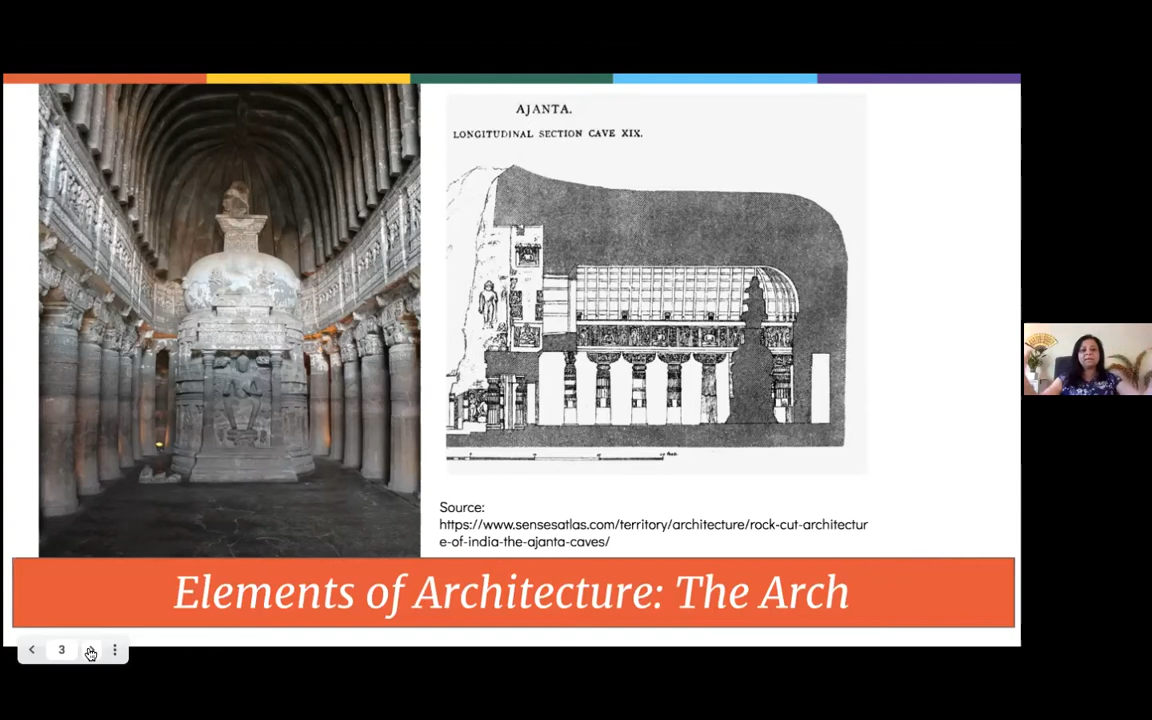 AJANTA.
LONGITUDINAL SECTION CAVE XIX.
Source:
https://www.sensesatlas.com/territory/architecture/rock-cut-architectur
e-of-india-the-ajanta-caves/
Elements of Architecture: The Arch
3